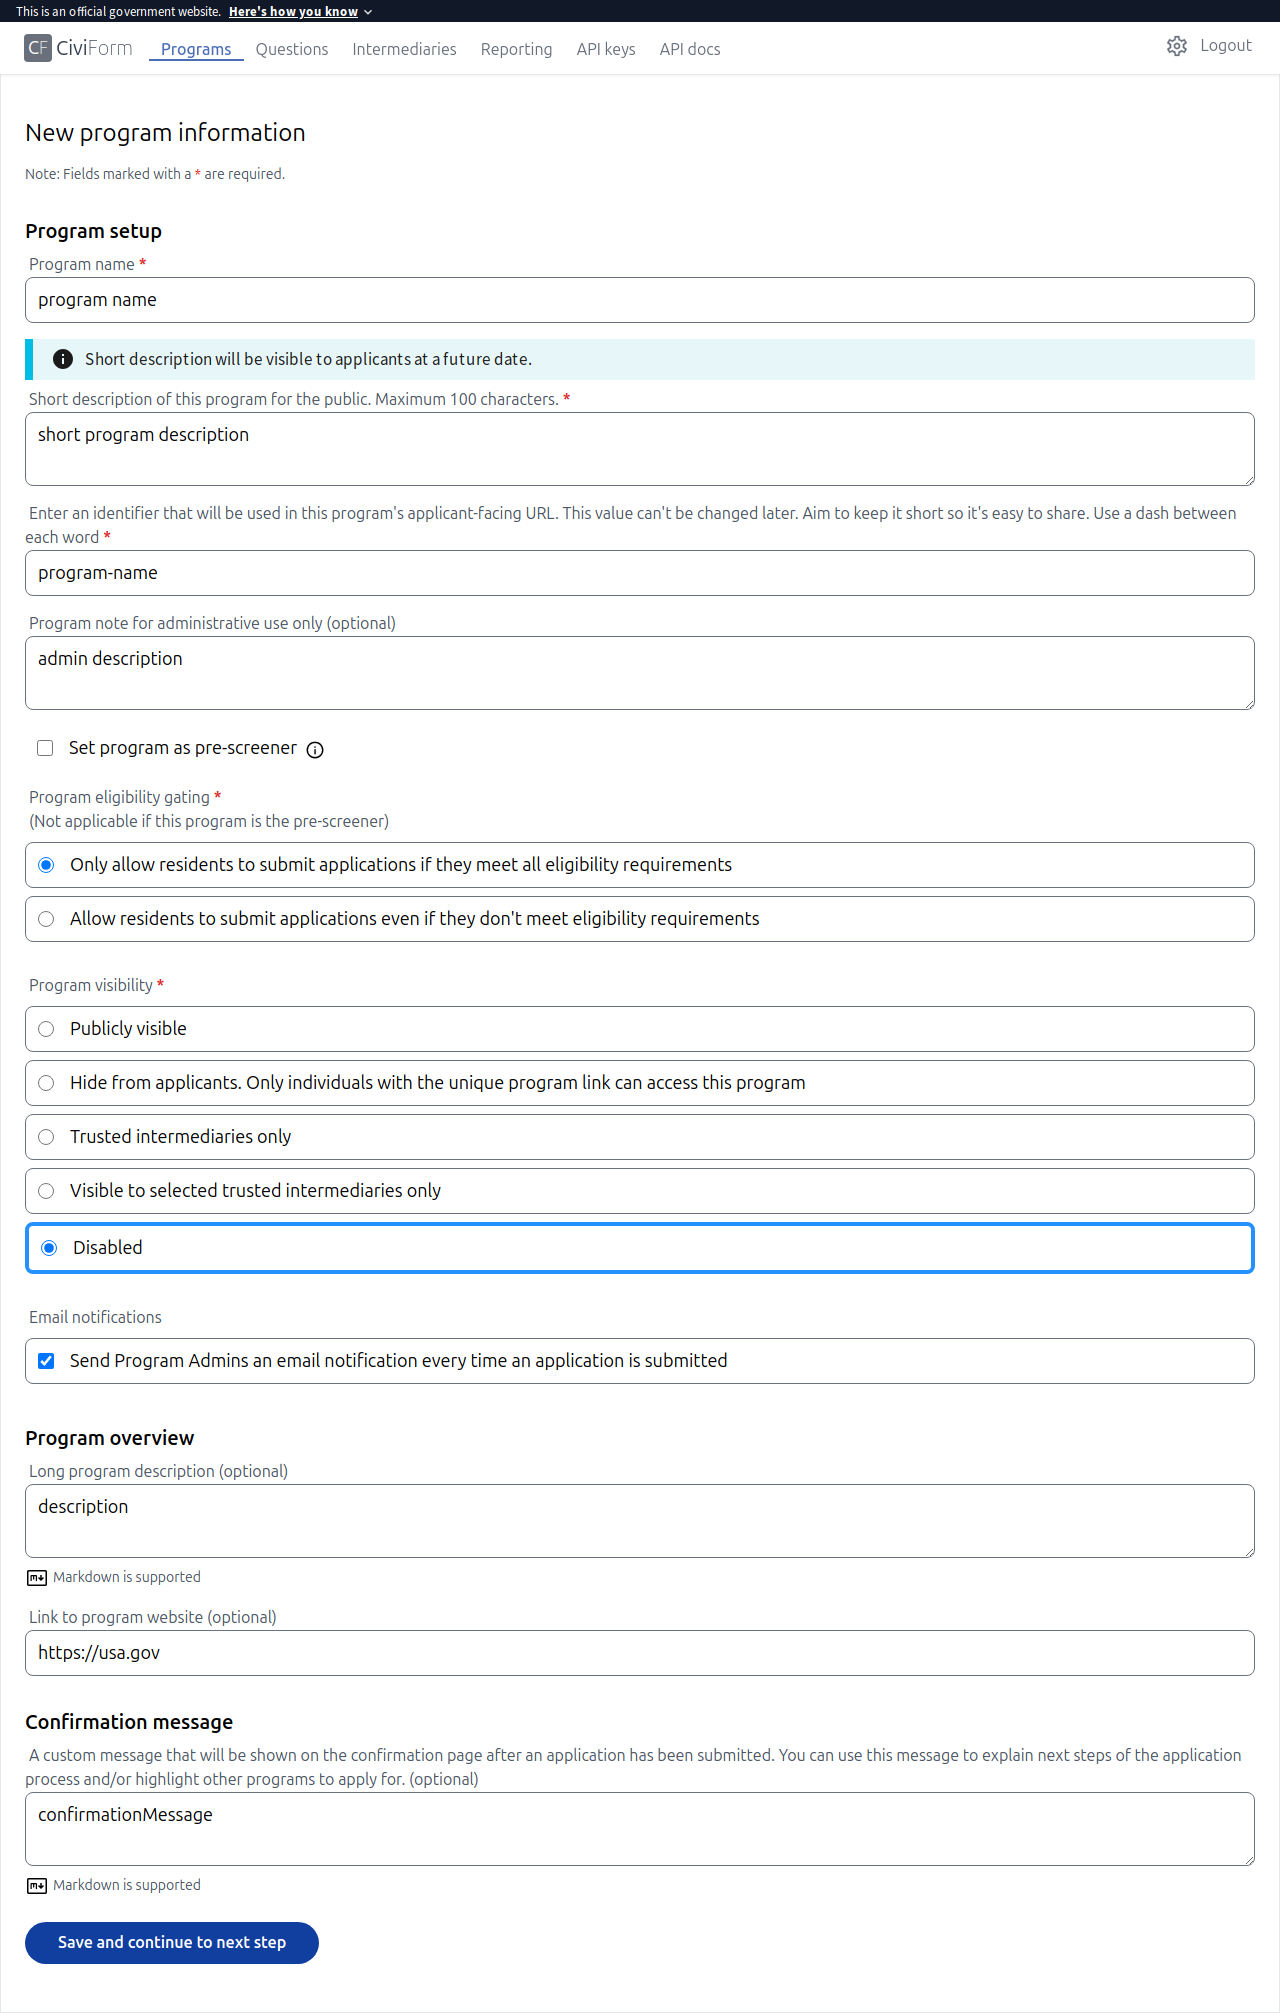 This is an official government website. Here's how you know
CF CiviForm Programs Questions Intermediaries Reporting API keys API docs Logout
New program information
Note: Fields marked with a * are required.
Program setup
Program name *
program name
Short description will be visible to applicants at a future date.
Short description of this program for the public. Maximum 100 characters. *
short program description
Enter an identifier that will be used in this program's applicant-facing URL. This value can't be changed later. Aim to keep it short so it's easy to share. Use a dash between
each word *
program-name
Program note for administrative use only (optional)
admin description
Set program as pre-screener
Program eligibility gating *
(Not applicable if this program is the pre-screener)
Only allow residents to submit applications if they meet all eligibility requirements
Allow residents to submit applications even if they don't meet eligibility requirements
Program visibility *
Publicly visible
Hide from applicants. Only individuals with the unique program link can access this program
Trusted intermediaries only
Visible to selected trusted intermediaries only
Disabled
Email notifications
Send Program Admins an email notification every time an application is submitted
Program overview
Long program description (optional)
description
Markdown is supported
Link to program website (optional)
https://usa.gov
Confirmation message
A custom message that will be shown on the confirmation page after an application has been submitted. You can use this message to explain next steps of the application
process and/or highlight other programs to apply for. (optional)
confirmationMessage
Markdown is supported
Save and continue to next step